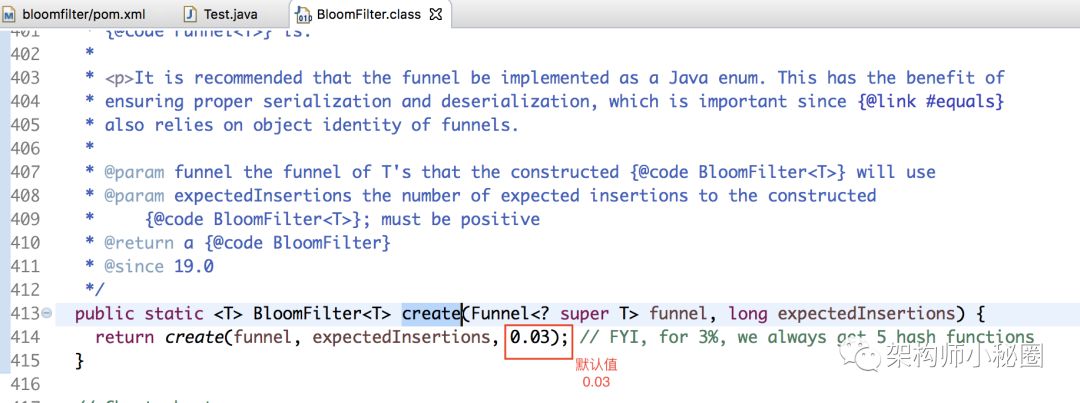 bloomfilter/pom.xml Test.java BloomFilter.class
401 * {@code Funnel<T>} is.
402 *
403 * <p>It is recommended that the funnel be implemented as a Java enum. This has the benefit of
404 * ensuring proper serialization and deserialization, which is important since {@link #equals}
405 * also relies on object identity of funnels.
406 *
407 * @param funnel the funnel of T's that the constructed {@code BloomFilter<T>} will use
408 * @param expectedInsertions the number of expected insertions to the constructed
409 * {@code BloomFilter<T>}; must be positive
410 * @return a {@code BloomFilter}
411 * @since 19.0
412 */
413 public static <T> BloomFilter<T> create(Funnel<? super T> funnel, long expectedInsertions) {
414 return create(funnel, expectedInsertions, 0.03); // FYI, for 3%, we always get 5 hash functions
415 }
默认值
0.03
架构师小秘圈
416
417